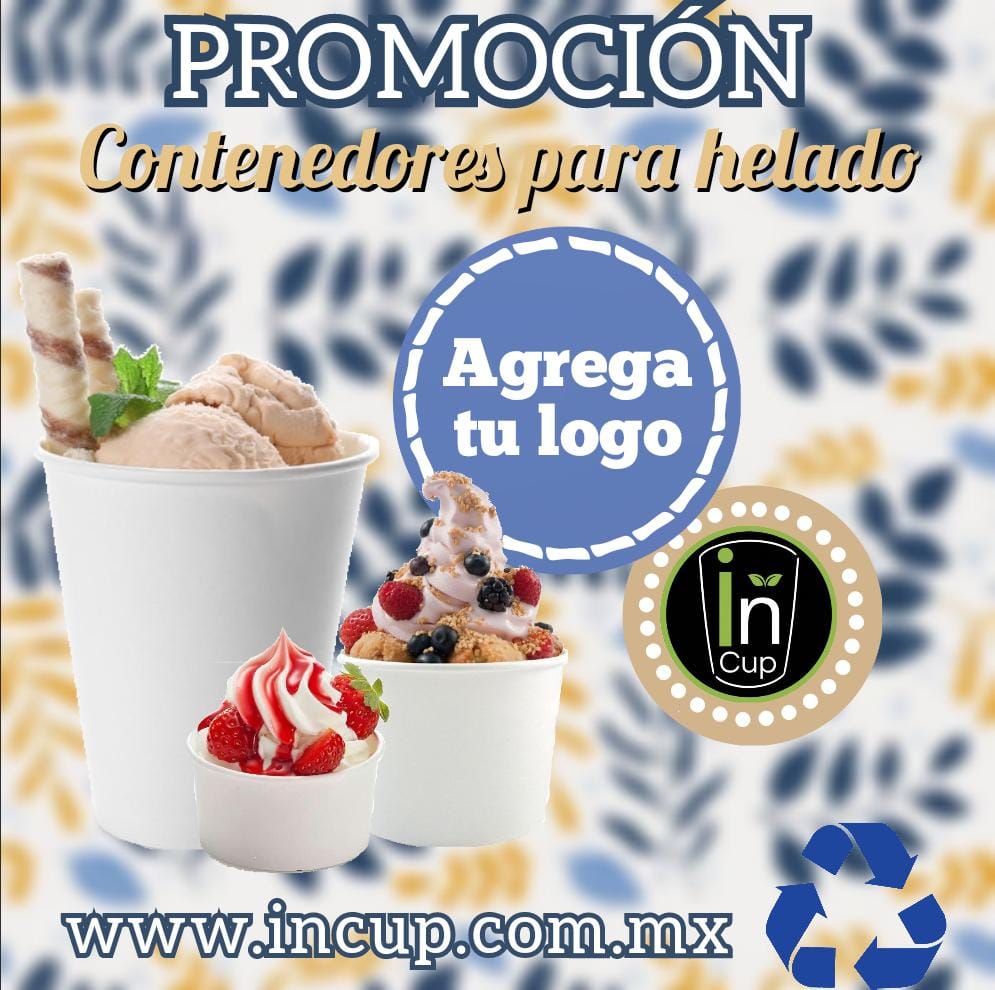 PROMOCIÓN
Contenedores para helado
Agrega
tu logo
in
Cup
www.incup.com.mx